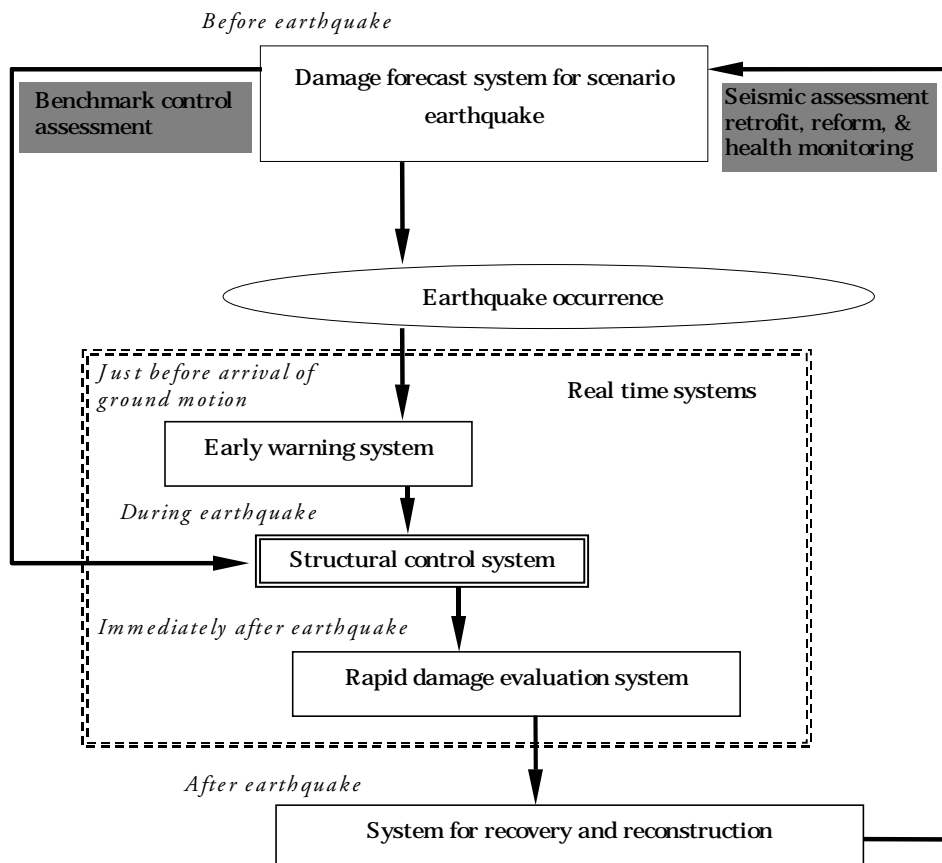 Before earthquake
Damage forecast system for scenario
earthquake
Benchmark control
assessment
Seismic assessment
retrofit, reform, &
health monitoring
Earthquake occurrence
Just before arrival of
ground motion
Real time systems
Early warning system
During earthquake
Structural control system
Immediately after earthquake
Rapid damage evaluation system
After earthquake
System for recovery and reconstruction